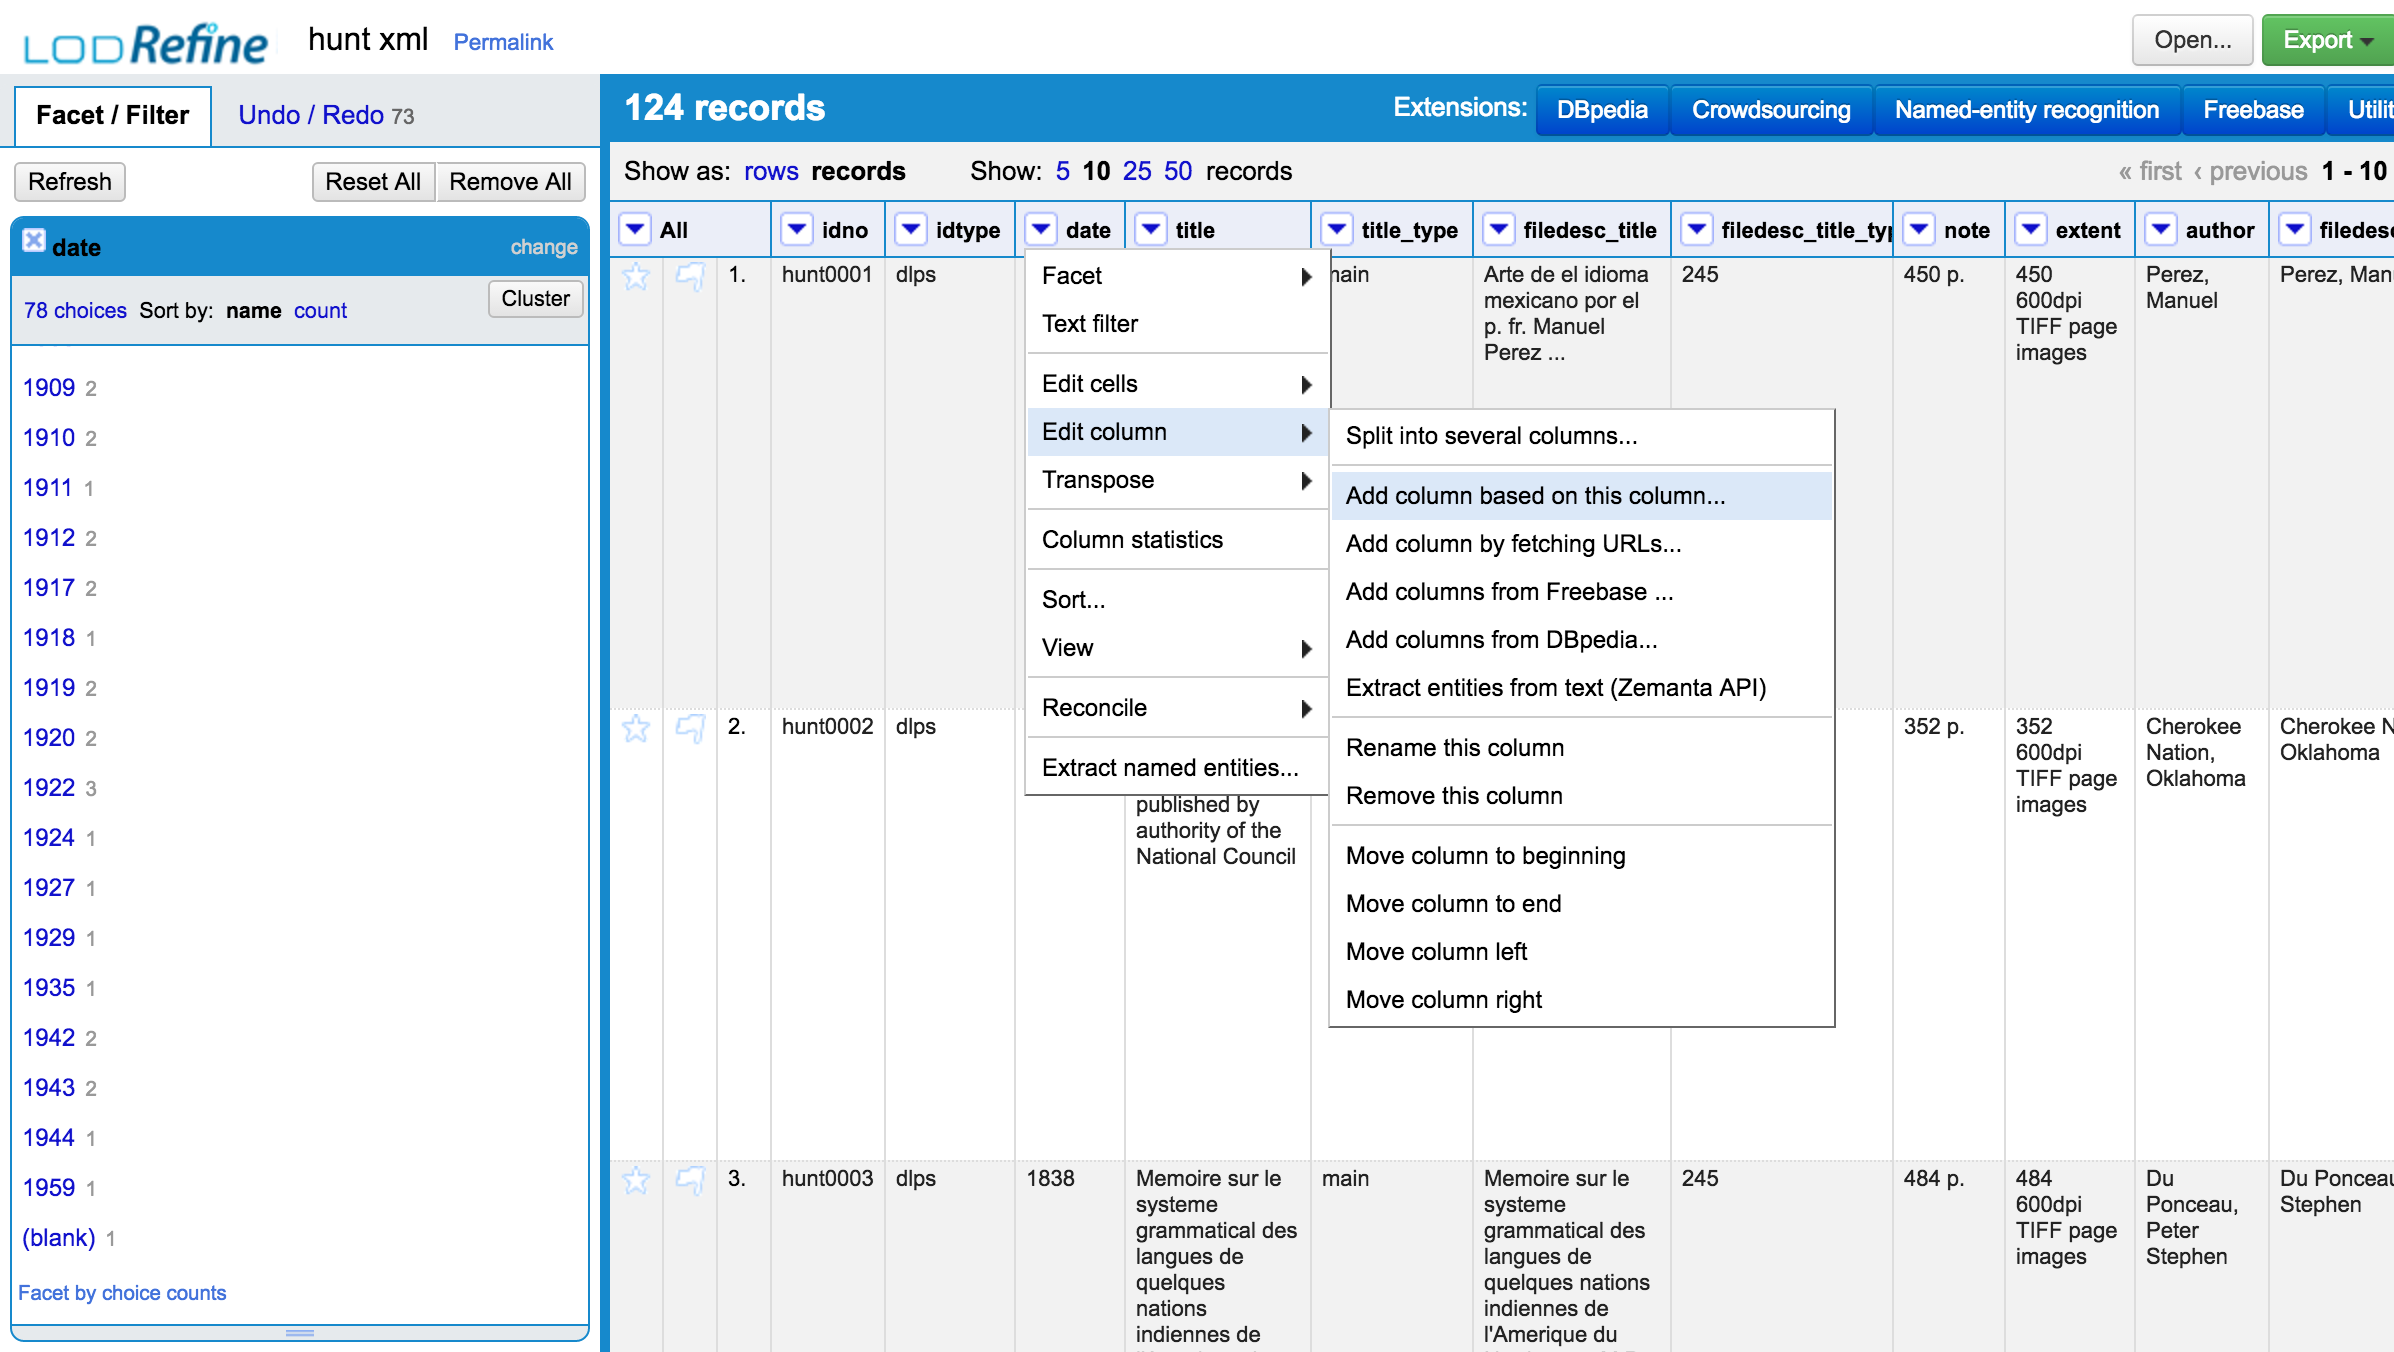 LODRefine hunt xml Permalink Open... Export
Facet / Filter Undo / Redo 73
124 records Extensions: DBpedia Crowdsourcing Named-entity recognition Freebase
Refresh Reset All Remove All
Show as: rows records Show: 5 10 25 50 records « first ‹ previous 1 - 10
date change
78 choices Sort by: name count Cluster
1909 2
1910 2
1911 1
1912 2
1917 2
1918 1
1919 2
1920 2
1922 3
1924 1
1927 1
1929 1
1935 1
1942 2
1943 2
1944 1
1959 1
(blank) 1
Facet by choice counts
All idno idtype date title title_type filedesc_title filedesc_title_typ note extent author filedesc
1. hunt0001 dlps
main
Arte de el idioma
mexicano por el
p. fr. Manuel
Perez ...
245
450 p.
450
600dpi
TIFF page
images
Perez,
Manuel
Perez, Man
Facet
Text filter
Edit cells
Edit column
Transpose
Column statistics
Sort...
View
Reconcile
Extract named entities...
Split into several columns...
Add column based on this column...
Add column by fetching URLs...
Add columns from Freebase ...
Add columns from DBpedia...
Extract entities from text (Zemanta API)
Rename this column
Remove this column
Move column to beginning
Move column to end
Move column left
Move column right
2. hunt0002 dlps
published by
authority of the
National Council
352 p.
352
600dpi
TIFF page
images
Cherokee
Nation,
Oklahoma
Cherokee N
Oklahoma
3. hunt0003 dlps 1838
Memoire sur le
systeme
grammatical des
langues de
quelques
nations
indiennes de
main
Memoire sur le
systeme
grammatical des
langues de
quelques nations
indiennes de
l'Amerique du
245
484 p.
484
600dpi
TIFF page
images
Du
Ponceau,
Peter
Stephen
Du Ponceau
Stephen